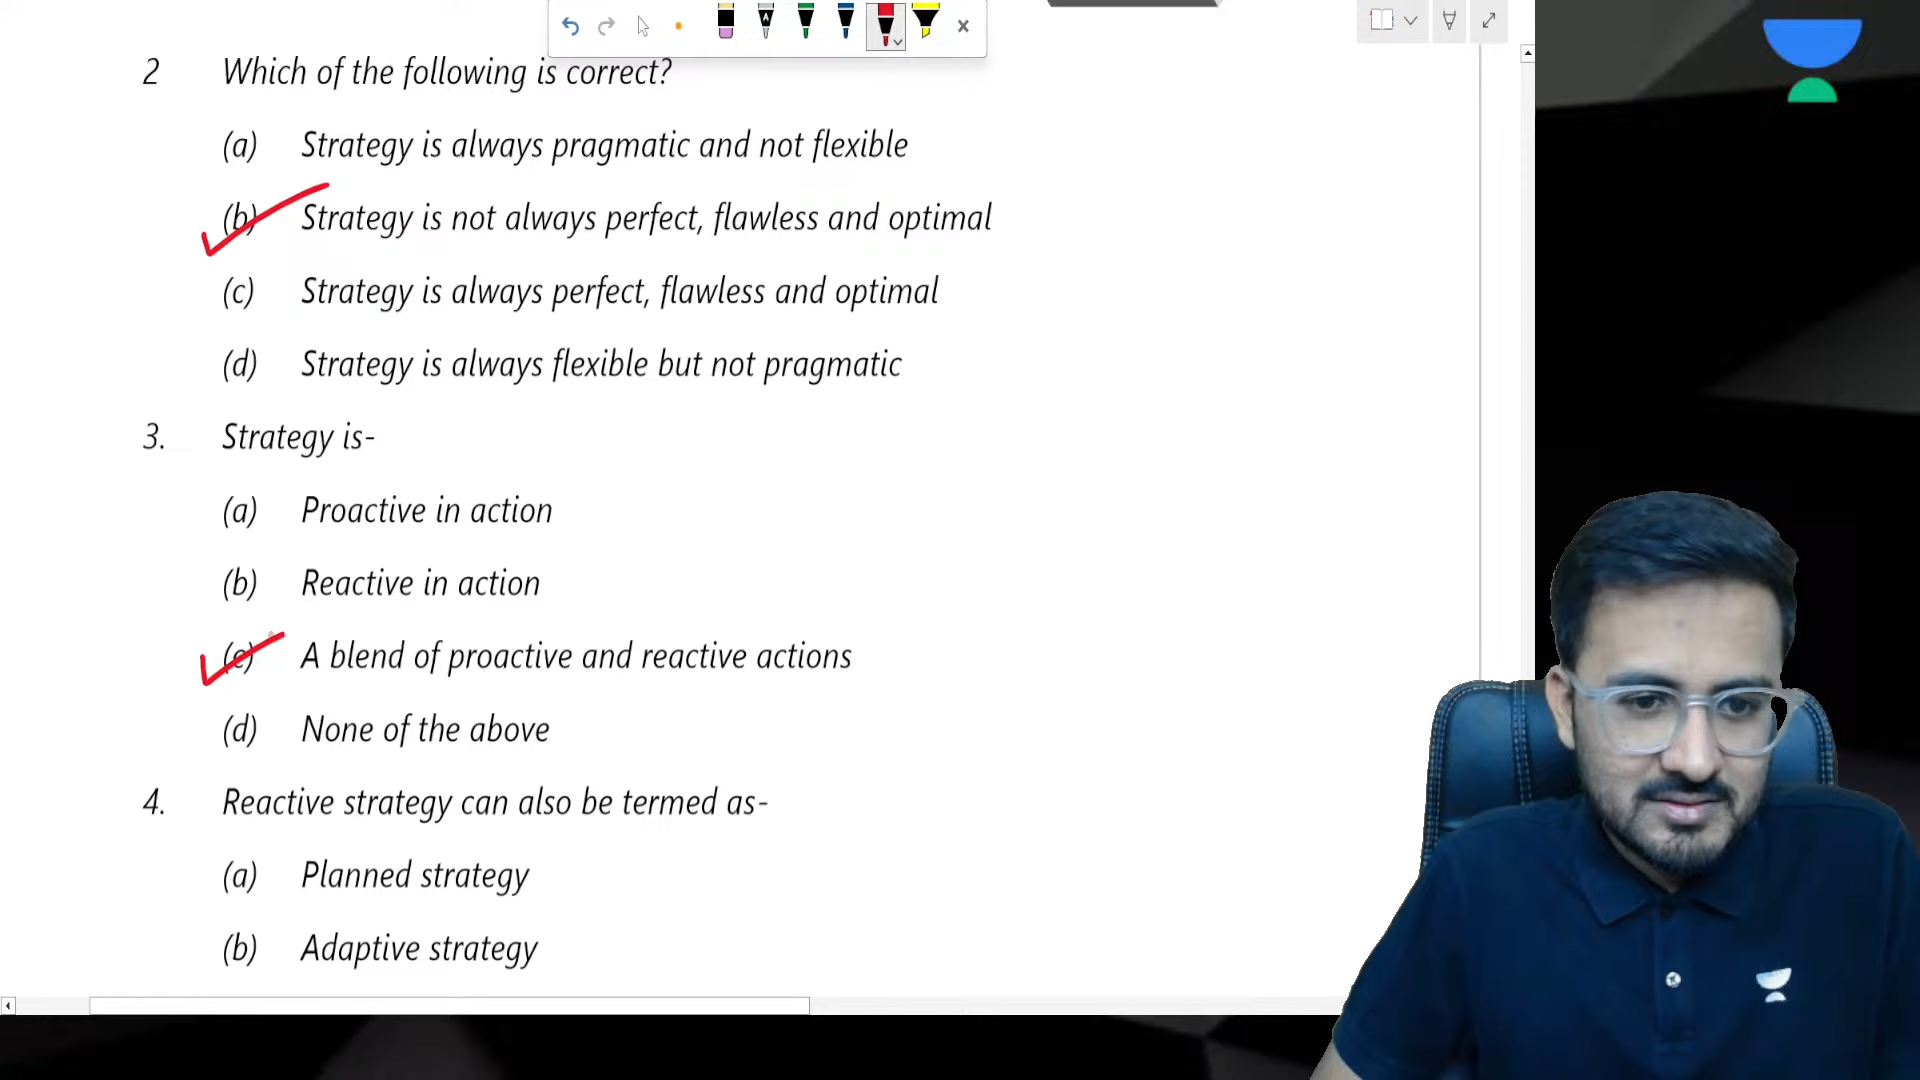 2 Which of the following is correct?
(a) Strategy is always pragmatic and not flexible
(b) Strategy is not always perfect, flawless and optimal
(c) Strategy is always perfect, flawless and optimal
(d) Strategy is always flexible but not pragmatic
3. Strategy is-
(a) Proactive in action
(b) Reactive in action
(c) A blend of proactive and reactive actions
(d) None of the above
4. Reactive strategy can also be termed as-
(a) Planned strategy
(b) Adaptive strategy